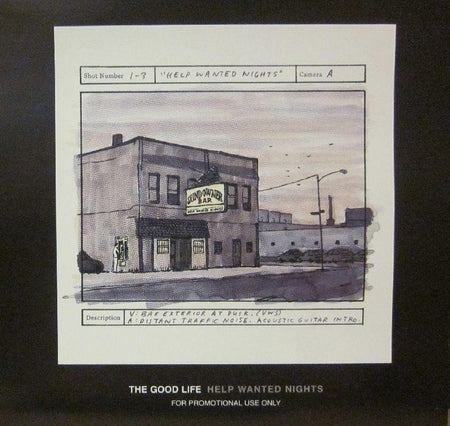 Shot Number 1-3 "HELP WANTED NIGHTS" Camera A
SUNDOWNER
BAR
Description V: BAR EXTERIOR AT DUSK. (VWS)
A: DISTANT TRAFFIC NOISE. ACOUSTIC GUITAR INTRO.
THE GOOD LIFE HELP WANTED NIGHTS
FOR PROMOTIONAL USE ONLY